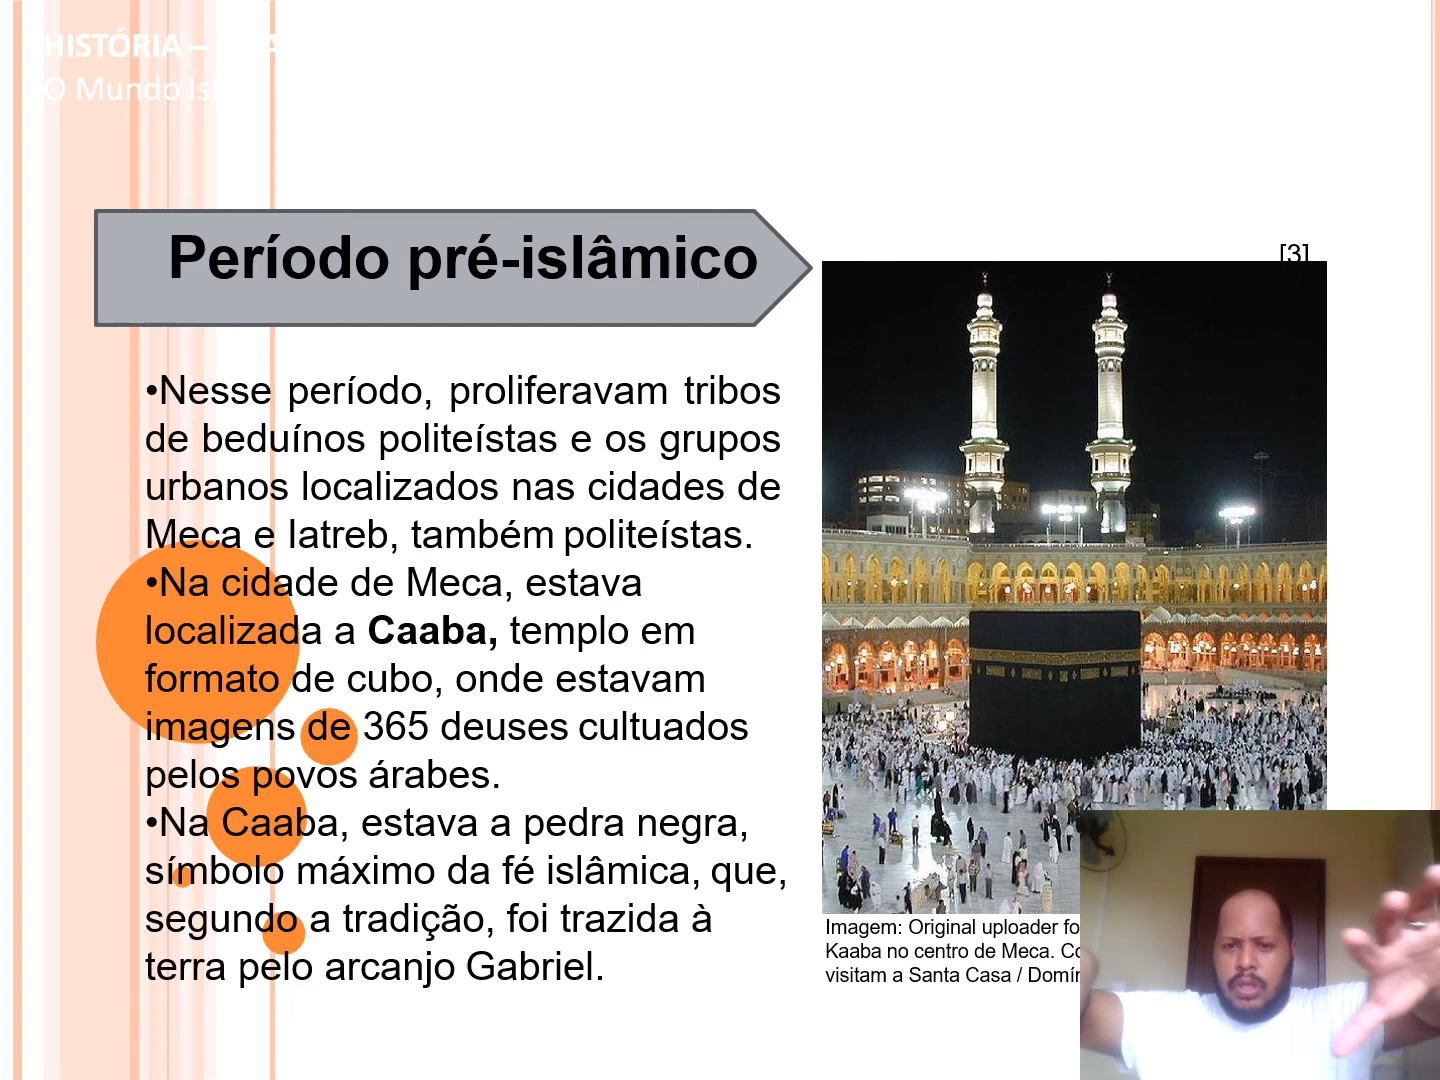 HISTÓRIA –
O Mundo
Período pré-islâmico
[3]
•Nesse período, proliferavam tribos
de beduínos politeístas e os grupos
urbanos localizados nas cidades de
Meca e Iatreb, também politeístas.
•Na cidade de Meca, estava
localizada a Caaba, templo em
formato de cubo, onde estavam
imagens de 365 deuses cultuados
pelos povos árabes.
•Na Caaba, estava a pedra negra,
símbolo máximo da fé islâmica, que,
segundo a tradição, foi trazida à
terra pelo arcanjo Gabriel.
Imagem: Original uploader
Kaaba no centro de Meca.
visitam a Santa Casa /